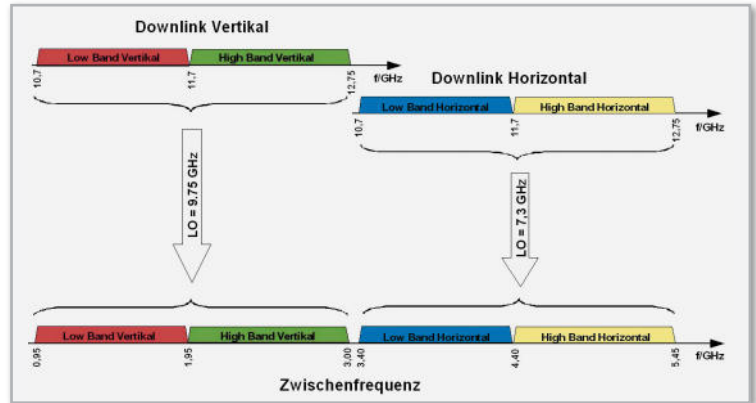 Downlink Vertikal
Low Band Vertikal
High Band Vertikal
f/GHz
10,7
11,7
12,75
Downlink Horizontal
Low Band Horizontal
High Band Horizontal
f/GHz
10,7
11,7
12,75
LO = 9.75 GHz
LO = 7,3 GHz
Low Band Vertikal
High Band Vertikal
Low Band Horizontal
High Band Horizontal
f/GHz
0,95
1,95
3,00
3,40
4,40
5,45
Zwischenfrequenz